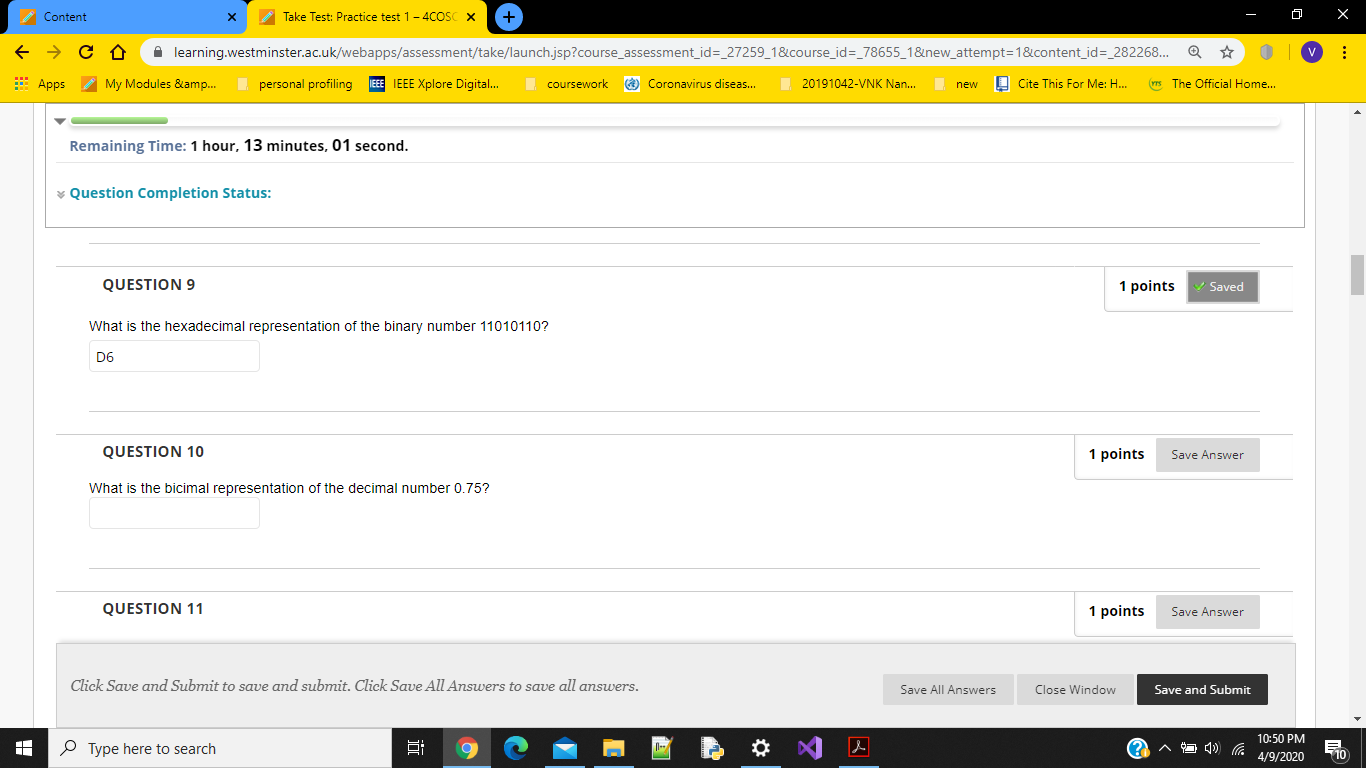 Content
Take Test: Practice test 1 – 4COSC
learning.westminster.ac.uk/webapps/assessment/take/launch.jsp?course_assessment_id=_27259_1&course_id=_78655_1&new_attempt=1&content_id=_282268...
V
Apps
My Modules &amp...
personal profiling
IEEE
IEEE Xplore Digital...
coursework
Coronavirus diseas...
20191042-VNK Nan...
new
Cite This For Me: H...
The Official Home...
Remaining Time: 1 hour, 13 minutes, 01 second.
Question Completion Status:
QUESTION 9
1 points
Saved
What is the hexadecimal representation of the binary number 11010110?
D6
QUESTION 10
1 points
Save Answer
What is the bicimal representation of the decimal number 0.75?
QUESTION 11
1 points
Save Answer
Click Save and Submit to save and submit. Click Save All Answers to save all answers.
Save All Answers
Close Window
Save and Submit
Type here to search
10:50 PM
4/9/2020
10